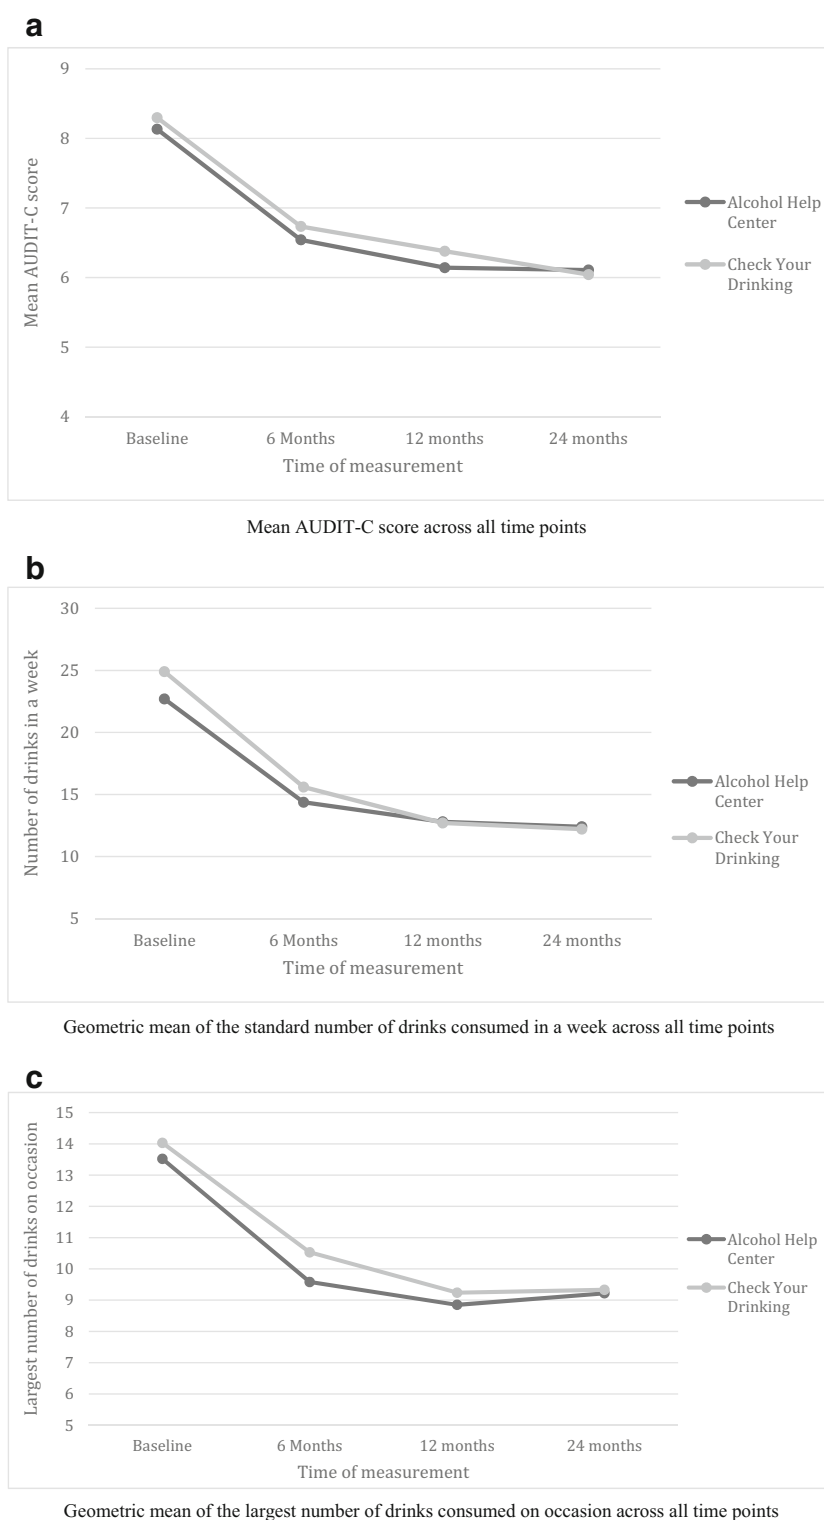 a
9
8
7
6
5
4
Mean AUDIT-C score
Baseline
6 Months
12 months
24 months
Time of measurement
Alcohol Help
Center
Check Your
Drinking
Mean AUDIT-C score across all time points
b
30
25
20
15
10
5
Number of drinks in a week
Baseline
6 Months
12 months
24 months
Time of measurement
Alcohol Help
Center
Check Your
Drinking
Geometric mean of the standard number of drinks consumed in a week across all time points
c
15
14
13
12
11
10
9
8
7
6
5
Largest number of drinks on occasion
Baseline
6 Months
12 months
24 months
Time of measurement
Alcohol Help
Center
Check Your
Drinking
Geometric mean of the largest number of drinks consumed on occasion across all time points